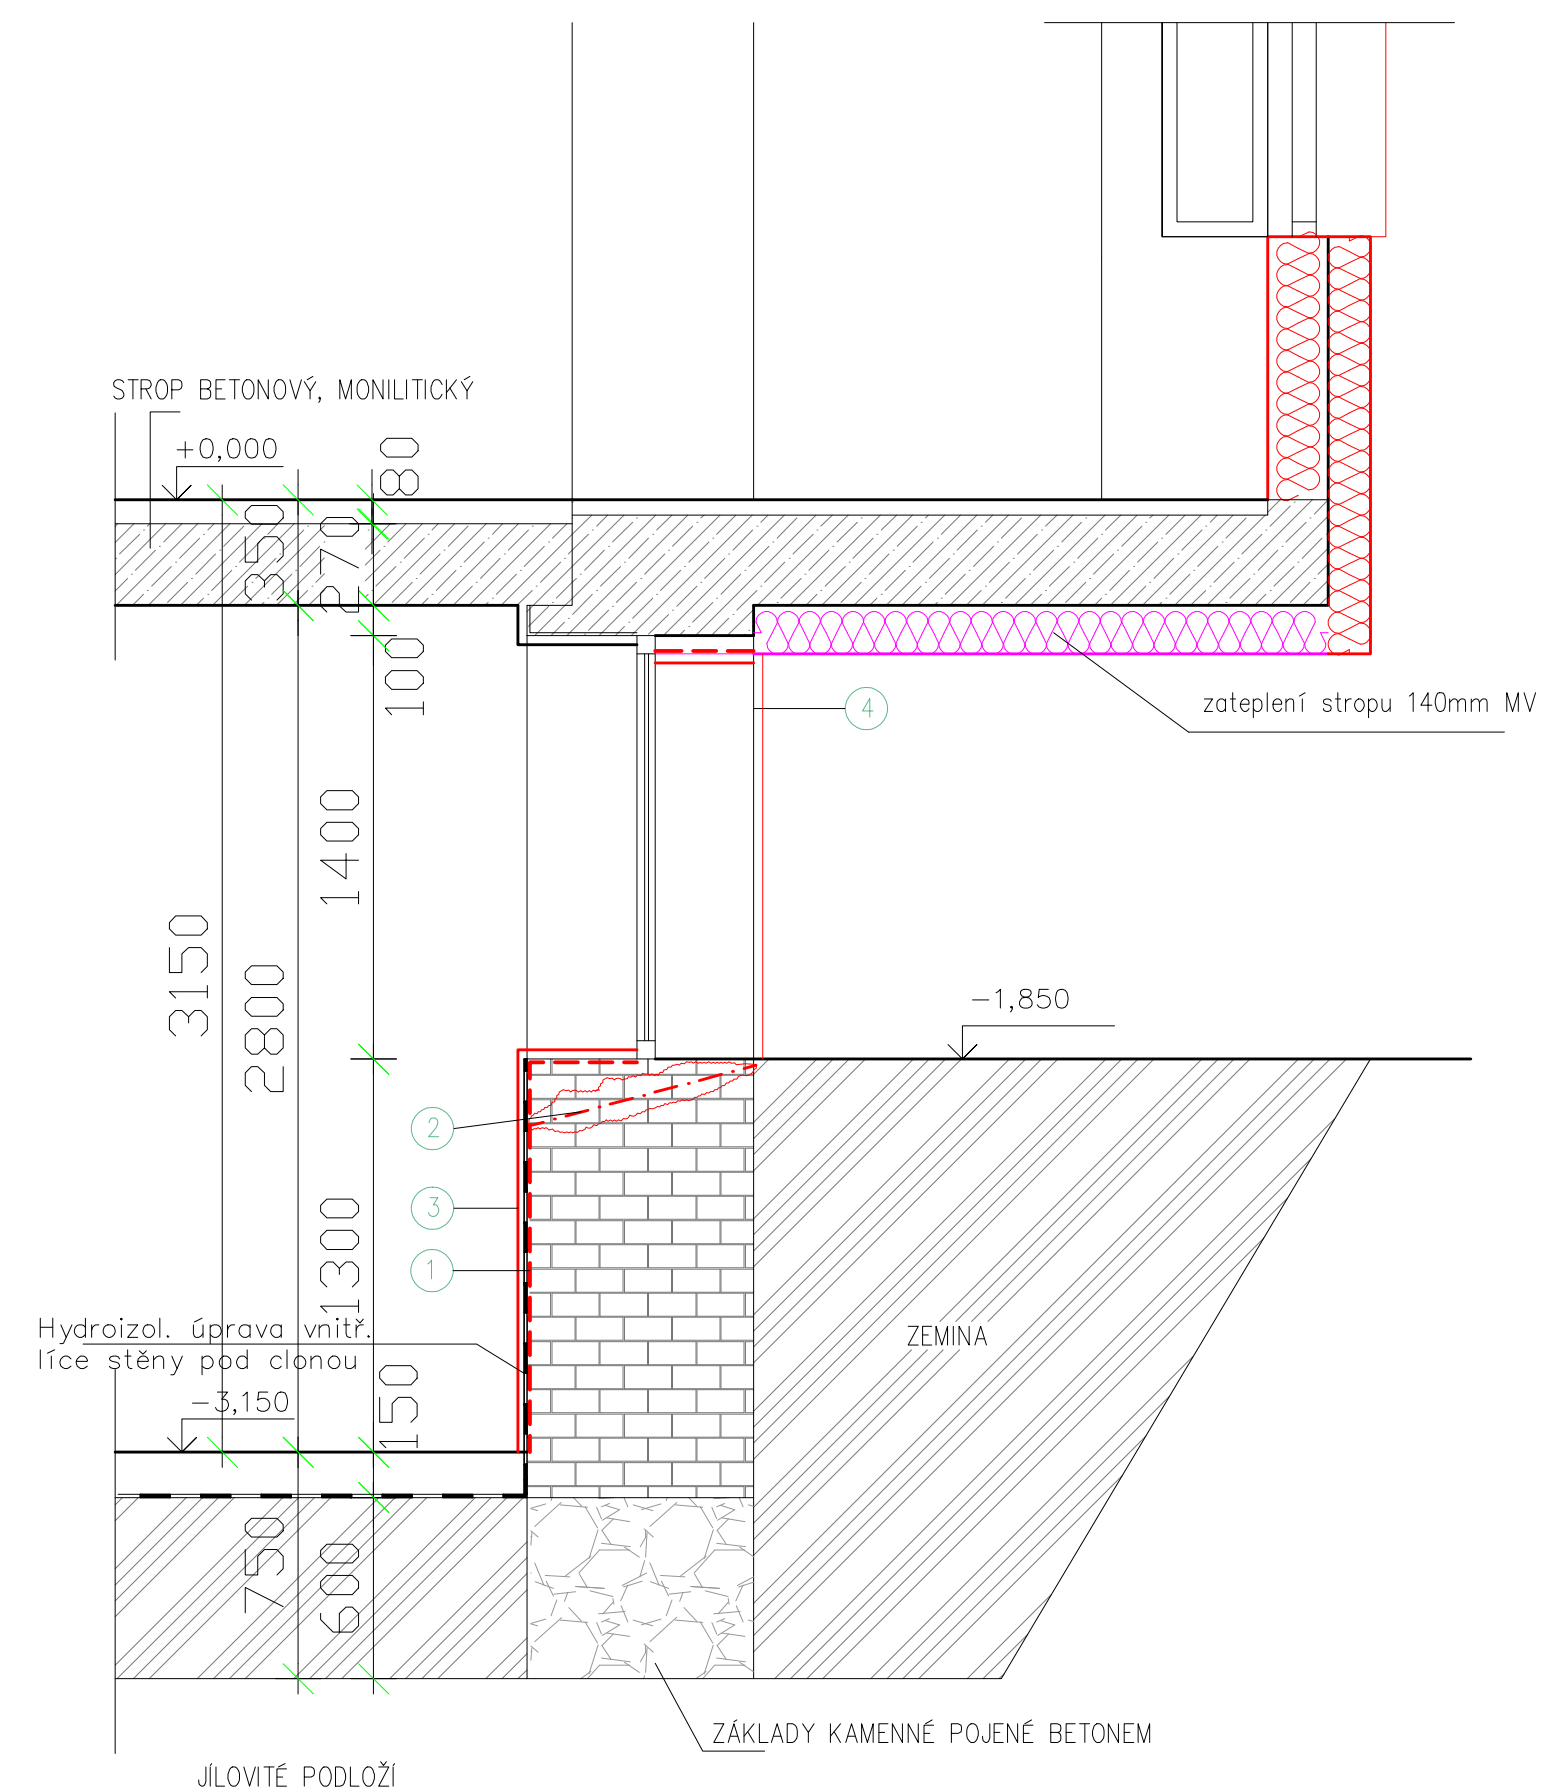 STROP BETONOVÝ, MONILITICKÝ
+0,000
80
350
270
100
zateplení stropu 140mm MV
4
1400
3150
2800
-1,850
2
3
1
1300
Hydroizol. úprava vnitř.
líce stěny pod clonou
ZEMINA
150
-3,150
750
600
ZÁKLADY KAMENNÉ POJENÉ BETONEM
JÍLOVITÉ PODLOŽÍ